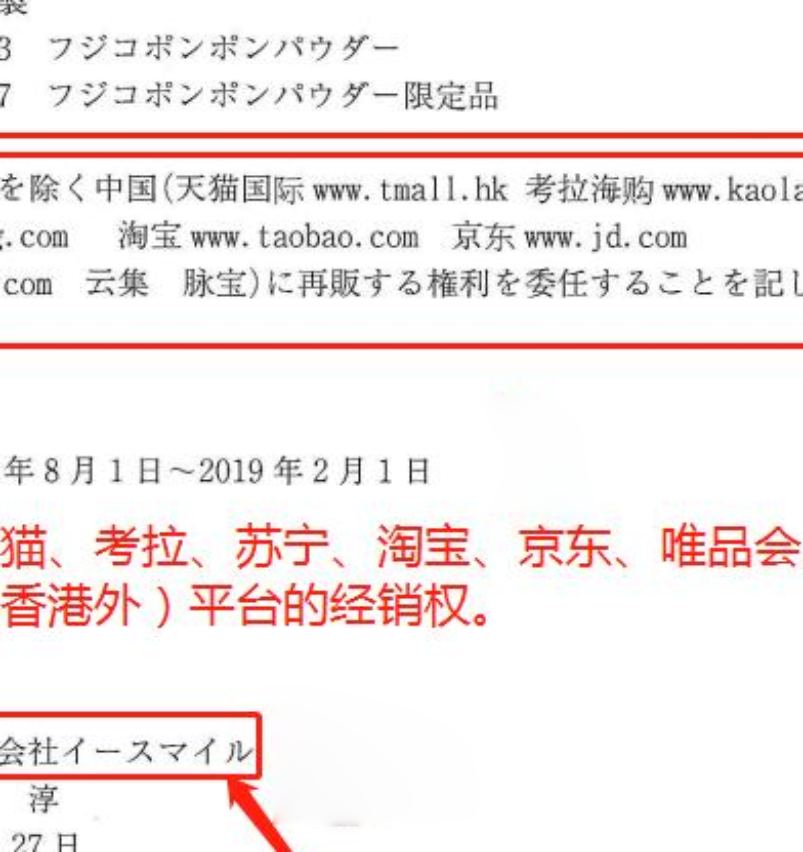 製
3 フジコポンポンパウダー
7 フジコポンポンパウダー限定品
を除く中国(天猫国际 www.tmall.hk 考拉海购 www.kaola
.com 淘宝 www.taobao.com 京东 www.jd.com
com 云集 脉宝)に再販する権利を委任することを記し
年 8 月 1 日～2019 年 2 月 1 日
猫、考拉、苏宁、淘宝、京东、唯品会
香港外）平台的经销权。
会社イースマイル
淳
27 日